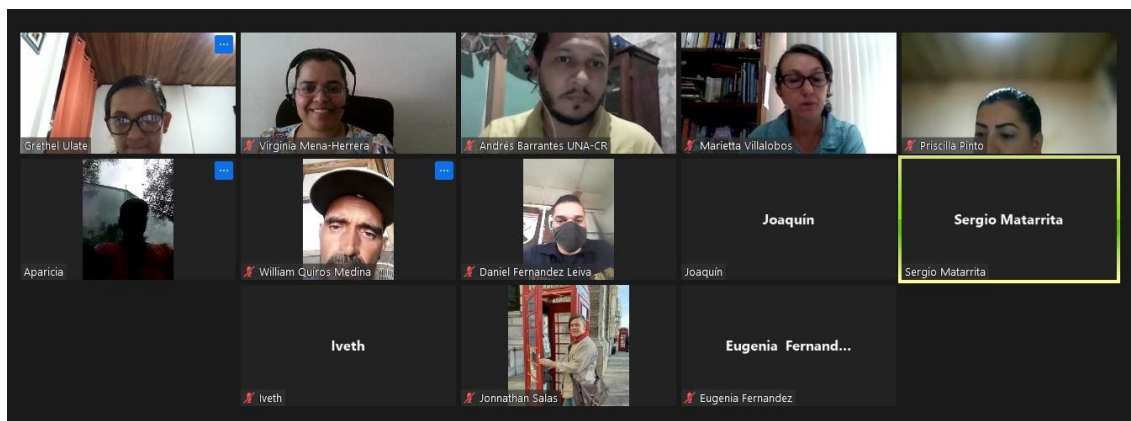 Grethel Ulate
Virginia Mena-Herrera
Andrés Barrantes UNA-CR
Marietta Villalobos
Priscilla Pinto
Aparicia
William Quiros Medina
Daniel Fernandez Leiva
Joaquín
Joaquín
Sergio Matarrita
Sergio Matarrita
Iveth
Iveth
Jonnathan Salas
Eugenia Fernand...
Eugenia Fernandez